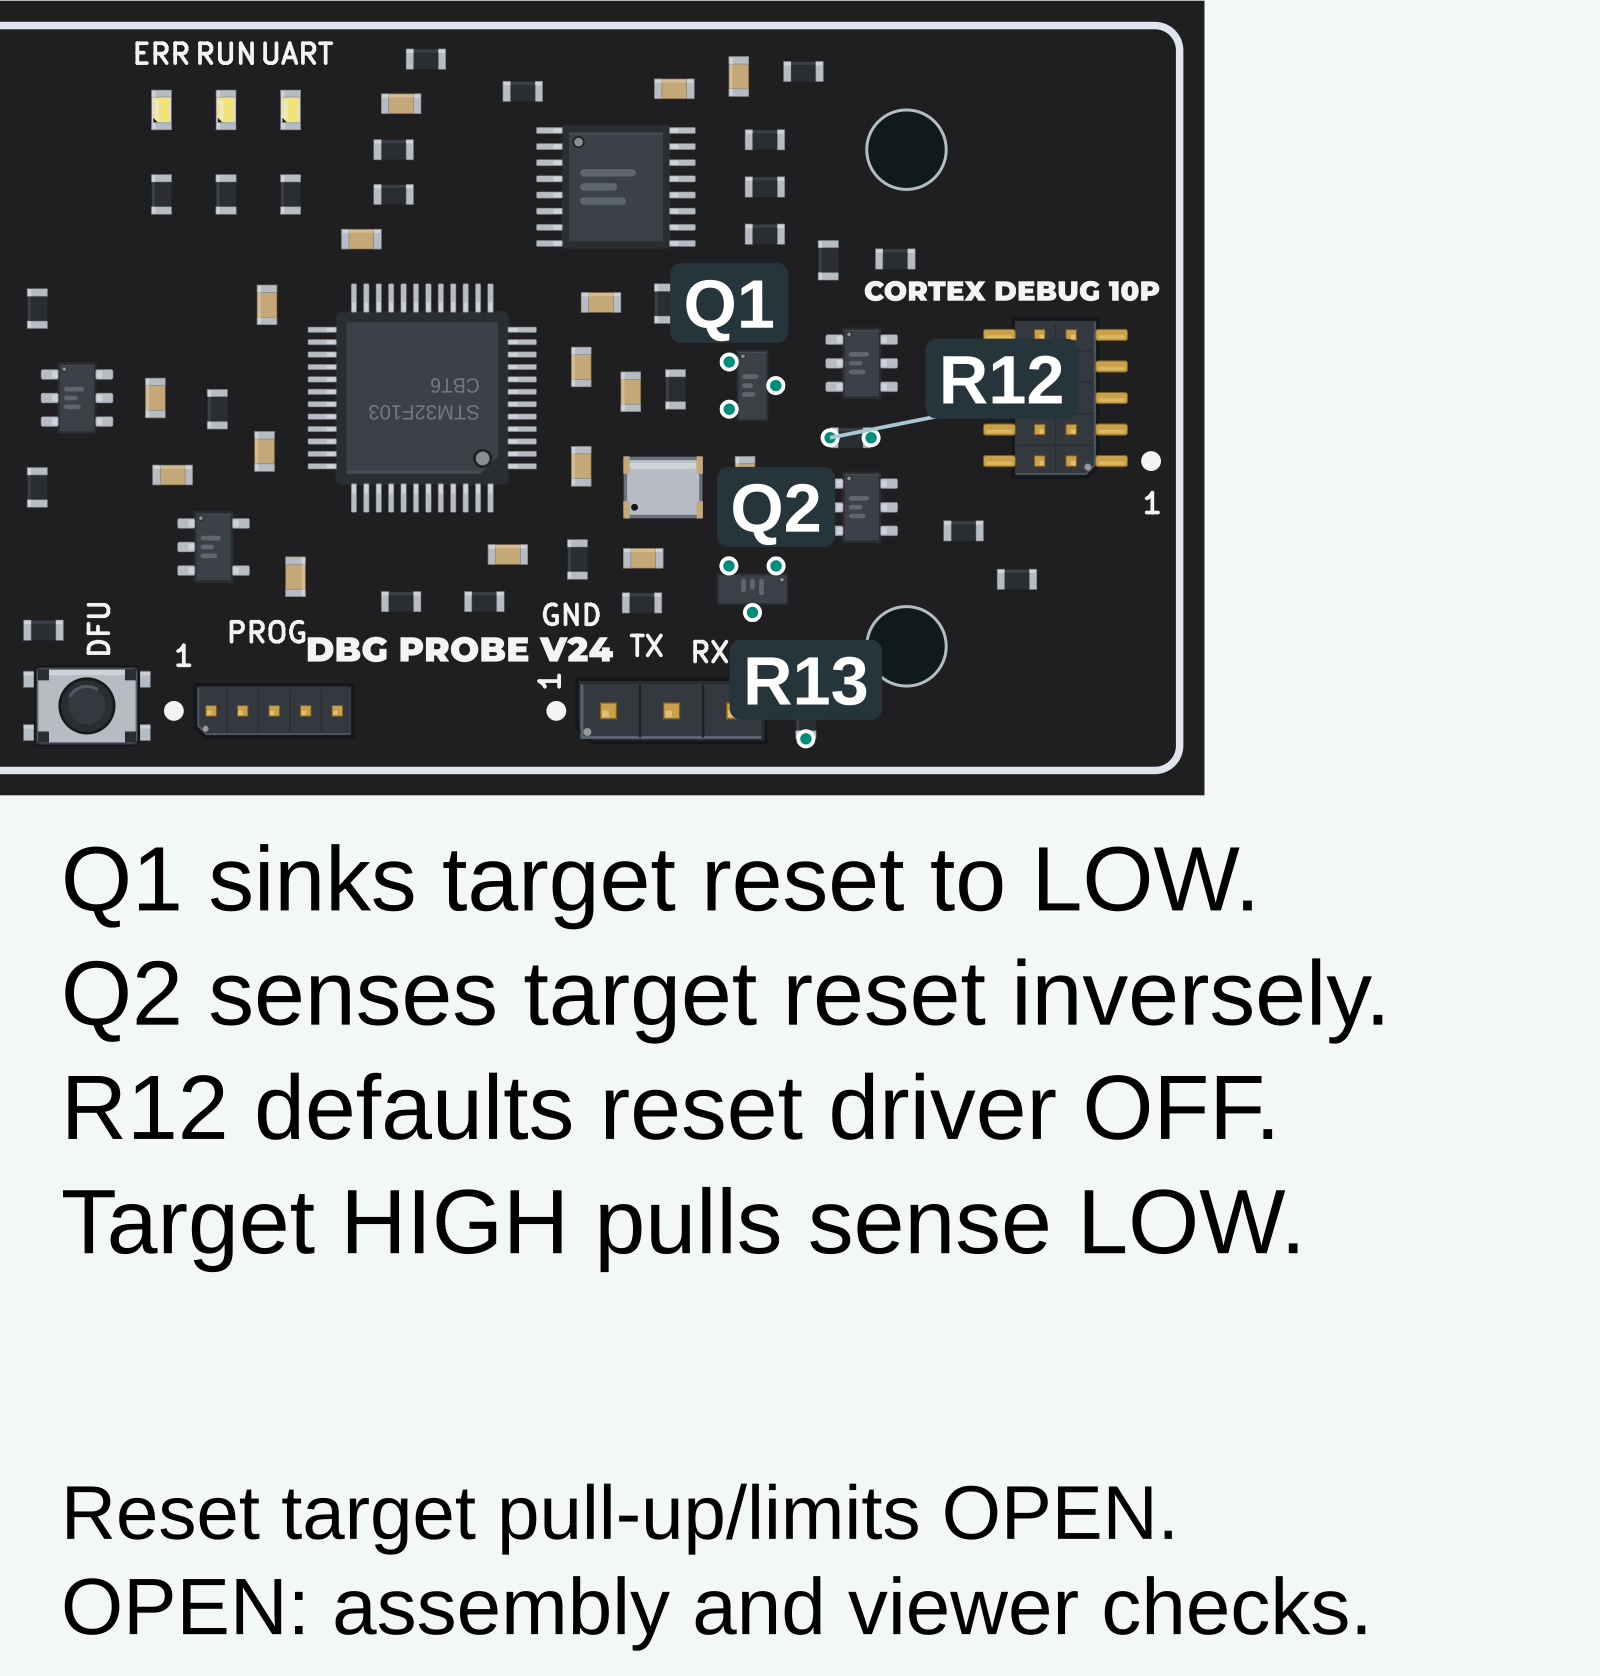 ERR RUN UART
Q1
CORTEX DEBUG 10P
R12
CBT6
STM32F103
1
Q2
DFU
PROG
1
DBG PROBE V24
GND
TX
RX
1
R13
Q1 sinks target reset to LOW.
Q2 senses target reset inversely.
R12 defaults reset driver OFF.
Target HIGH pulls sense LOW.
Reset target pull-up/limits OPEN.
OPEN: assembly and viewer checks.